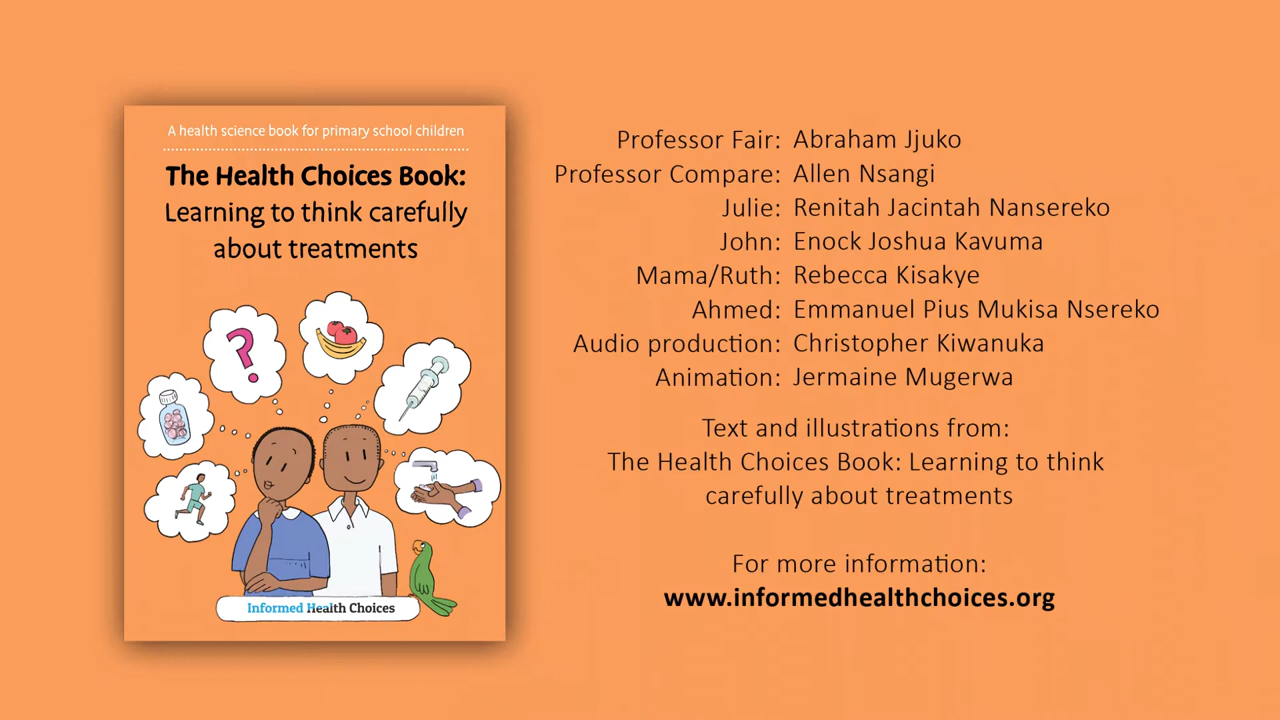 A health science book for primary school children
The Health Choices Book:
Learning to think carefully
about treatments
?
Informed Health Choices
Professor Fair: Abraham Jjuko
Professor Compare: Allen Nsangi
Julie: Renitah Jacintah Nansereko
John: Enock Joshua Kavuma
Mama/Ruth: Rebecca Kisakye
Ahmed: Emmanuel Pius Mukisa Nsereko
Audio production: Christopher Kiwanuka
Animation: Jermaine Mugerwa
Text and illustrations from:
The Health Choices Book: Learning to think
carefully about treatments
For more information:
www.informedhealthchoices.org